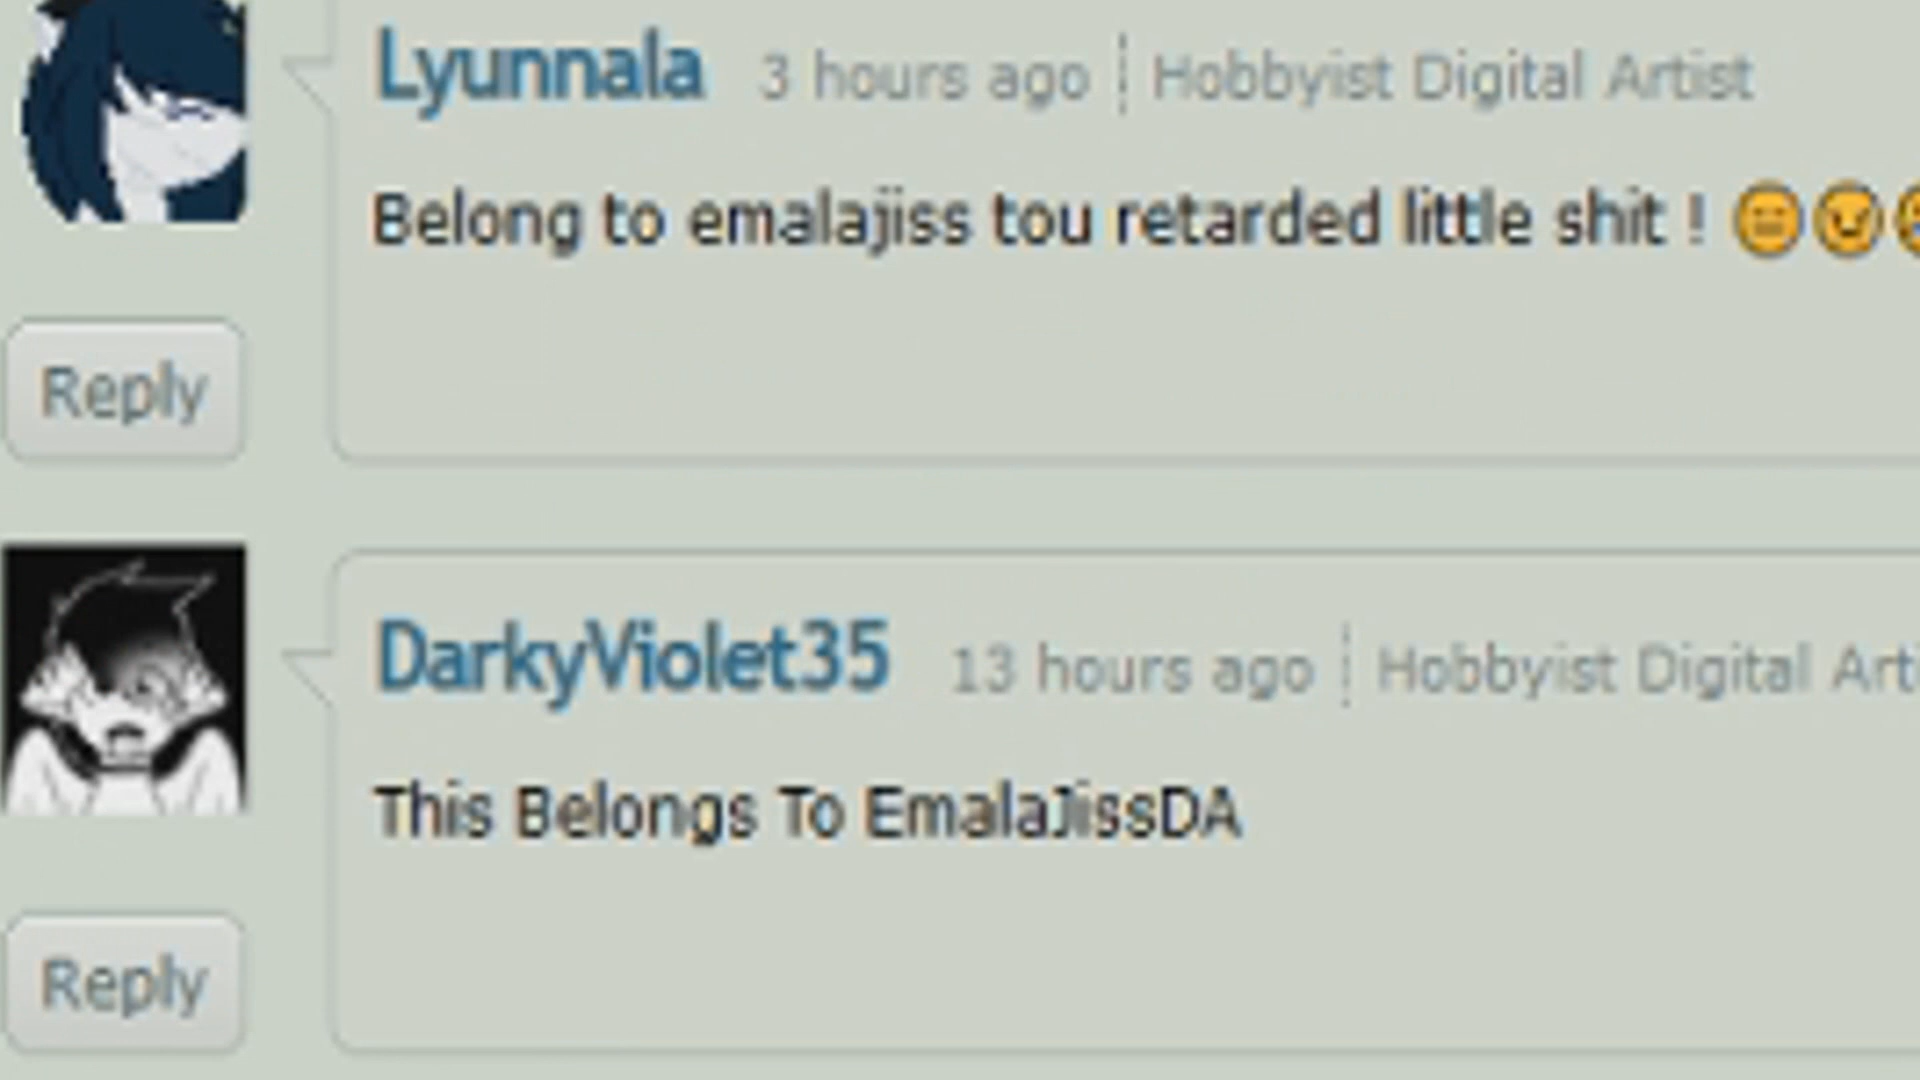 Lyunnala 3 hours ago Hobbyist Digital Artist
Belong to emalajiss tou retarded little shit !
Reply
DarkyViolet35 13 hours ago Hobbyist Digital Arti
This Belongs To EmalaJissDA
Reply